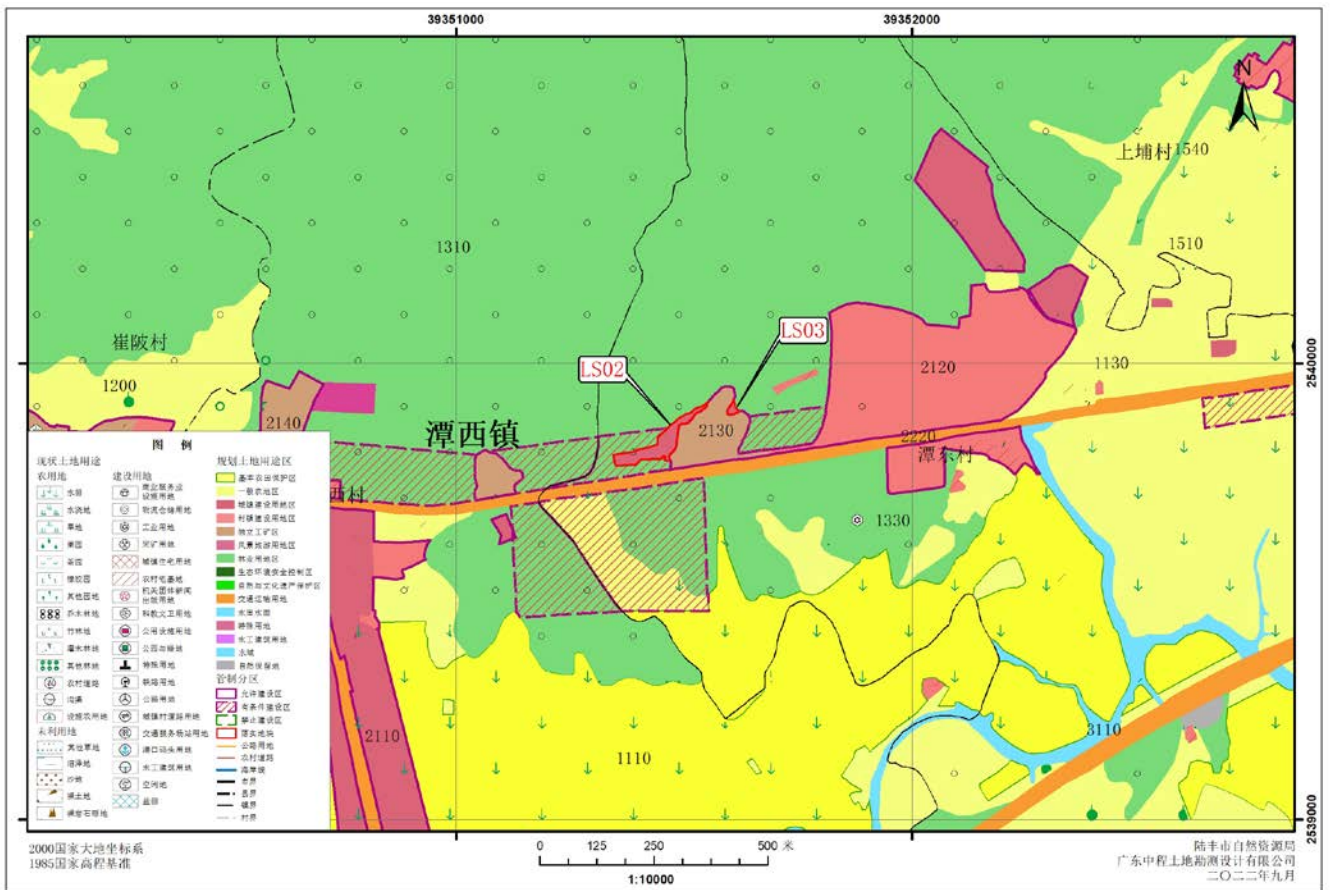 39351000
39352000
N
上埔村
1540
1510
1310
崔陂村
1200
LS03
LS02
2540000
2540000
2120
1130
2140
潭西镇
2130
2220
潭东村
西村
1330
2110
1110
3110
2539000
图 例
现状土地用途
农用地
水田
水浇地
旱地
果园
茶园
橡胶园
其他园地
乔木林地
竹林地
灌木林地
其他林地
农村道路
沟渠
设施农用地
未利用地
其他草地
沼泽地
沙地
裸土地
裸岩石砾地
建设用地
商业服务业
设施用地
物流仓储用地
工业用地
采矿用地
城镇住宅用地
农村宅基地
机关团体新闻
出版用地
科教文卫用地
公用设施用地
公园与绿地
特殊用地
铁路用地
公路用地
城镇村道路用地
交通服务场站用地
港口码头用地
水工建筑用地
空闲地
盐田
规划土地用途区
基本农田保护区
一般农地区
城镇建设用地区
村镇建设用地区
独立工矿区
风景旅游用地区
林业用地区
生态环境安全控制区
自然与文化遗产保护区
交通运输用地
水库水面
特殊用地
水工建筑用地
水域
自然保留地
管制分区
允许建设区
有条件建设区
禁止建设区
落实地块
公路用地
农村道路
海岸线
市界
县界
镇界
村界
2000国家大地坐标系
1985国家高程基准
0 125 250 500 米
1:10000
陆丰市自然资源局
广东中程土地勘测设计有限公司
二〇二二年九月